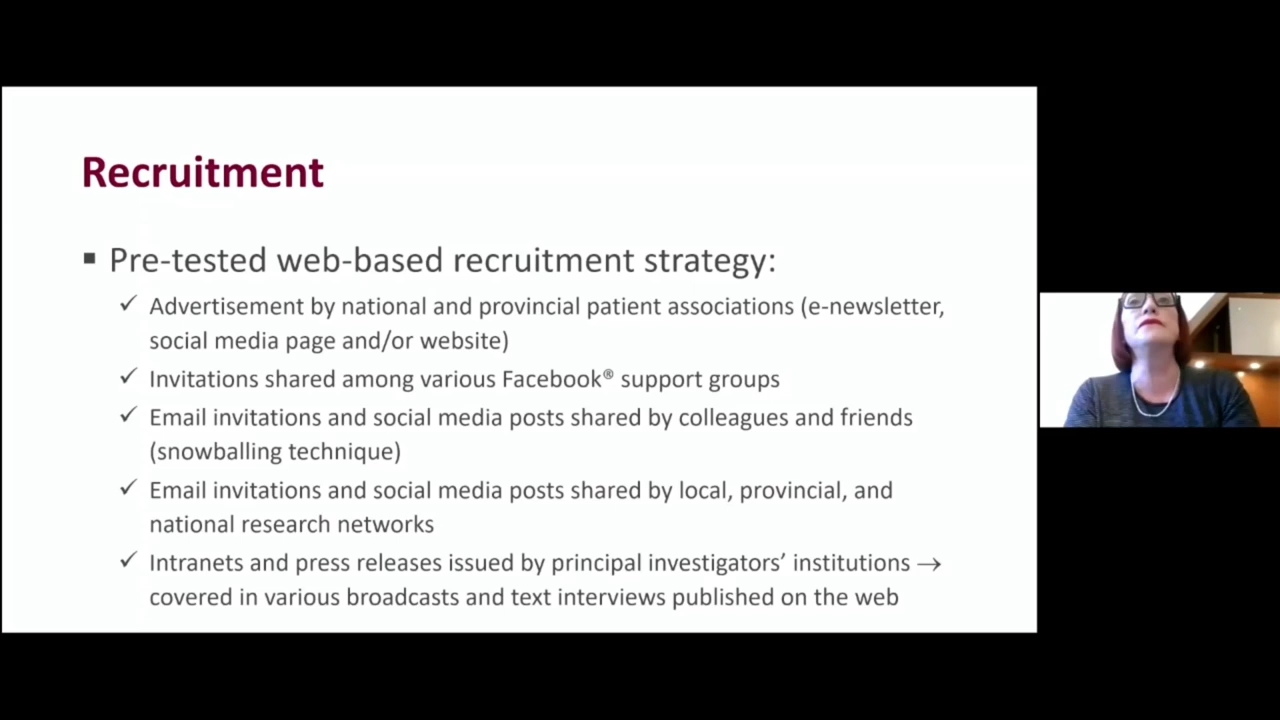 Recruitment
▪ Pre-tested web-based recruitment strategy:
✓ Advertisement by national and provincial patient associations (e-newsletter,
social media page and/or website)
✓ Invitations shared among various Facebook® support groups
✓ Email invitations and social media posts shared by colleagues and friends
(snowballing technique)
✓ Email invitations and social media posts shared by local, provincial, and
national research networks
✓ Intranets and press releases issued by principal investigators’ institutions →
covered in various broadcasts and text interviews published on the web